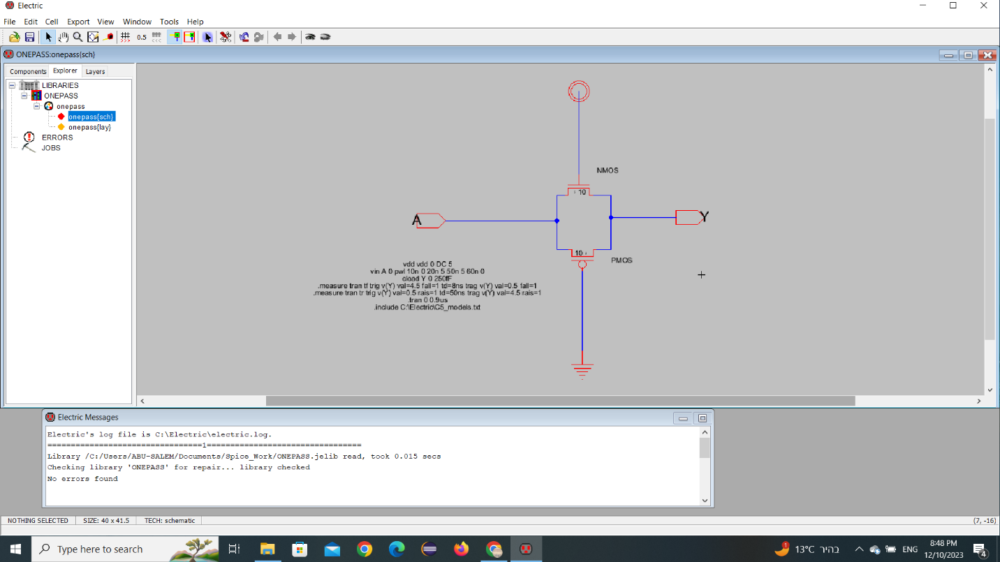 Electric
File Edit Cell Export View Window Tools Help
0.5
ONEPASS:onepass{sch}
Components Explorer Layers
LIBRARIES
ONEPASS
onepass
onepass{sch}
onepass{lay}
ERRORS
JOBS
NMOS
10
A
Y
10
PMOS
vdd vdd 0 DC 5
vin A 0 pwl 10n 0 20n 5 50n 5 60n 0
cload Y 0 250fF
.measure tran tf trig v(Y) val=4.5 fall=1 td=8ns trag v(Y) val=0.5 fall=1
.measure tran tr trig v(Y) val=0.5 rais=1 td=50ns trag v(Y) val=4.5 rais=1
.tran 0 0.9us
.include C:\Electric\C5_models.txt
Electric Messages
Electric's log file is C:\Electric\electric.log.
=================================1=================================
Library /C:/Users/ABU-SALEM/Documents/Spice_Work/ONEPASS.jelib read, took 0.015 secs
Checking library 'ONEPASS' for repair... library checked
No errors found
NOTHING SELECTED SIZE: 40 x 41.5 TECH: schematic (7, -16)
Type here to search
1 13°C בהיר ENG 8:48 PM
12/10/2023 4